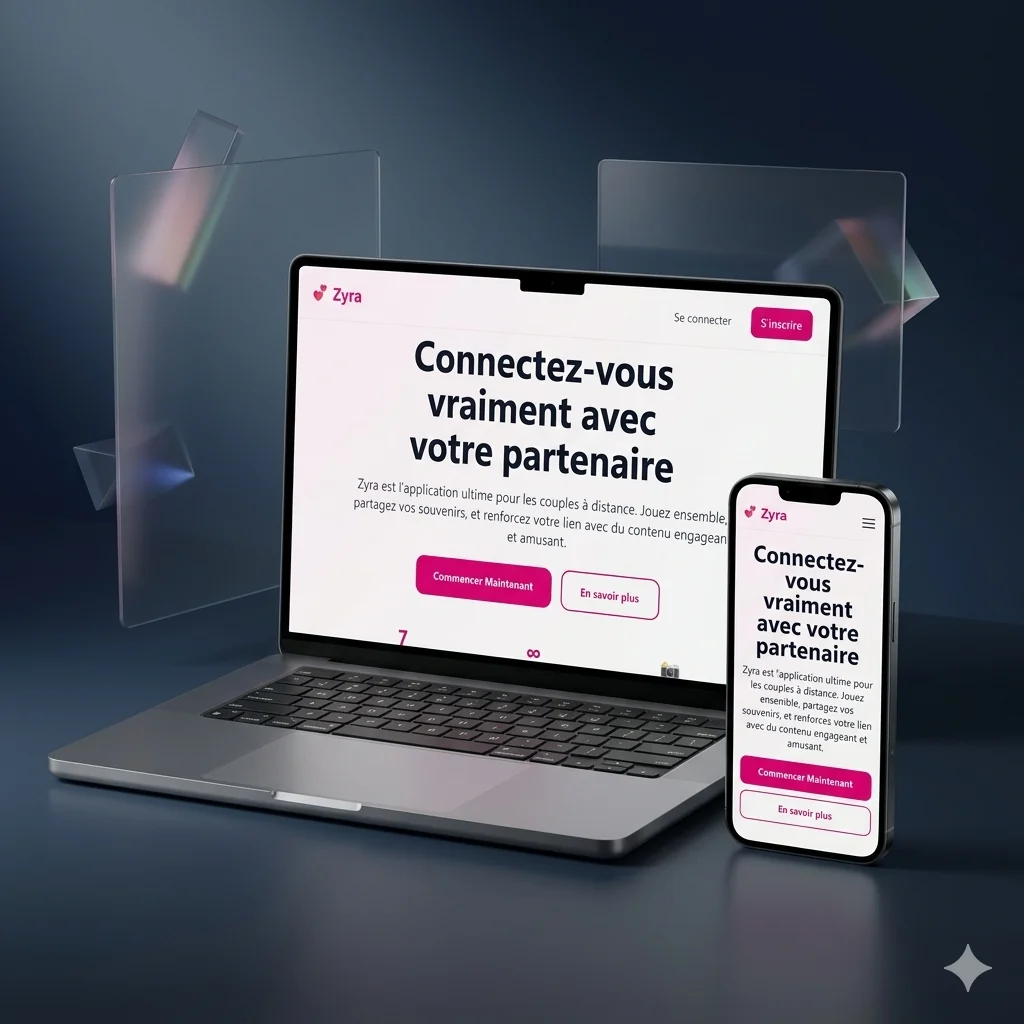 Zyra
Se connecter
S'inscrire
Connectez-vous
vraiment avec
votre partenaire
Zyra est l'application ultime pour les couples à distance. Jouez ensemble,
partagez vos souvenirs, et renforcez votre lien avec du contenu engagean
et amusant.
Commencer Maintenant
En savoir plus
7
∞
Zyra
Connectez-
vous
vraiment
avec votre
partenaire
Zyra est l'application ultime pour
les couples à distance. Jouez
ensemble, partagez vos
souvenirs, et renforces votre lien
avec du contenu engageant et
amusant.
Commencer Maintenant
En savoir plus